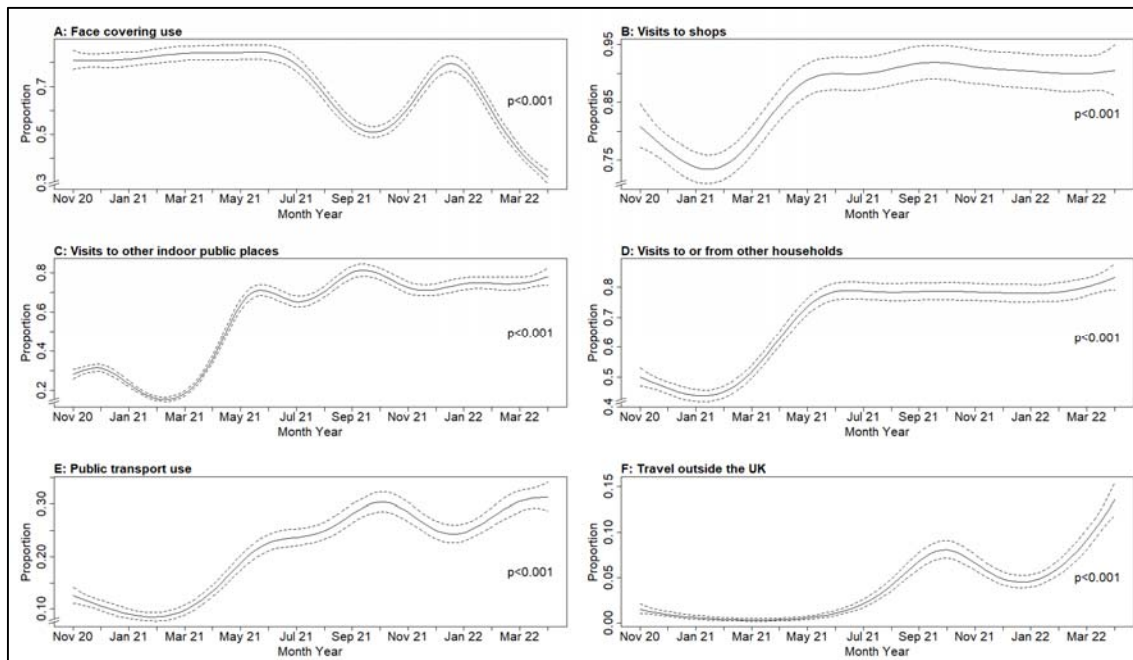 A: Face covering use
Proportion
0.3 0.5 0.7
Nov 20 Jan 21 Mar 21 May 21 Jul 21 Sep 21 Nov 21 Jan 22 Mar 22
Month Year
p<0.001
B: Visits to shops
Proportion
0.75 0.85 0.95
Nov 20 Jan 21 Mar 21 May 21 Jul 21 Sep 21 Nov 21 Jan 22 Mar 22
Month Year
p<0.001
C: Visits to other indoor public places
Proportion
0.2 0.4 0.6 0.8
Nov 20 Jan 21 Mar 21 May 21 Jul 21 Sep 21 Nov 21 Jan 22 Mar 22
Month Year
p<0.001
D: Visits to or from other households
Proportion
0.4 0.5 0.6 0.7 0.8
Nov 20 Jan 21 Mar 21 May 21 Jul 21 Sep 21 Nov 21 Jan 22 Mar 22
Month Year
p<0.001
E: Public transport use
Proportion
0.10 0.20 0.30
Nov 20 Jan 21 Mar 21 May 21 Jul 21 Sep 21 Nov 21 Jan 22 Mar 22
Month Year
p<0.001
F: Travel outside the UK
Proportion
0.00 0.05 0.10 0.15
Nov 20 Jan 21 Mar 21 May 21 Jul 21 Sep 21 Nov 21 Jan 22 Mar 22
Month Year
p<0.001